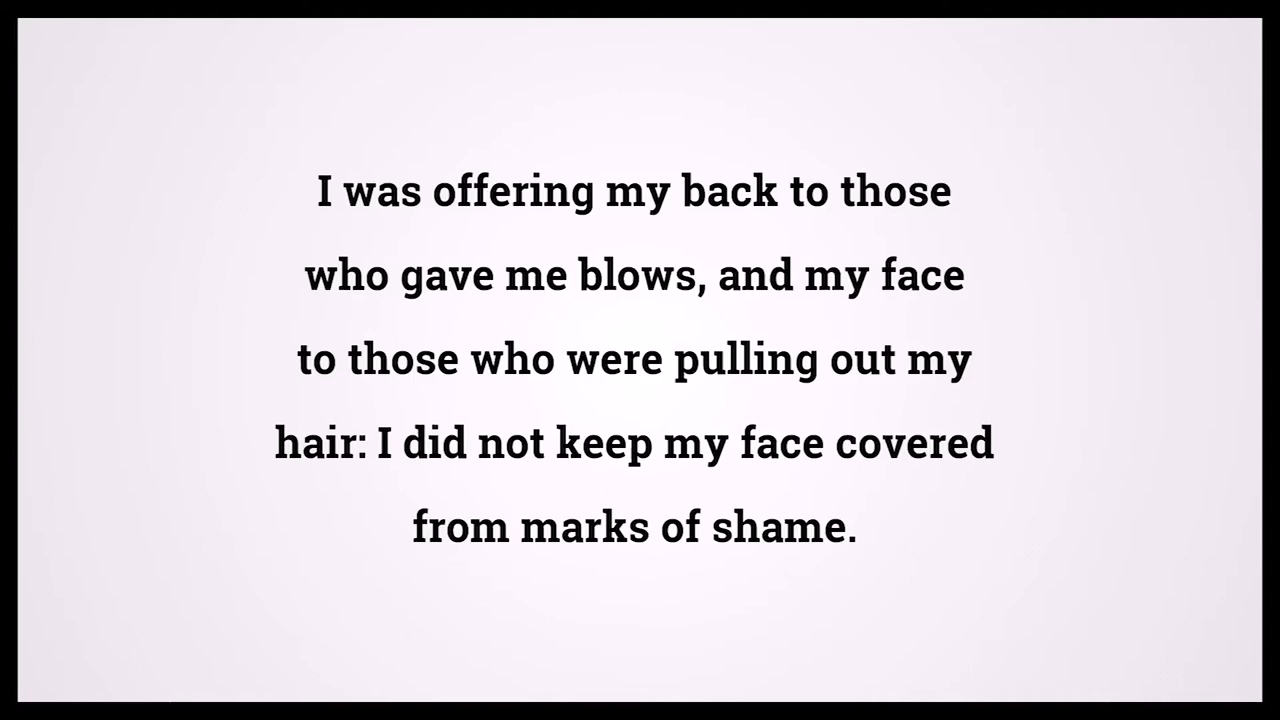 I was offering my back to those
who gave me blows, and my face
to those who were pulling out my
hair: I did not keep my face covered
from marks of shame.